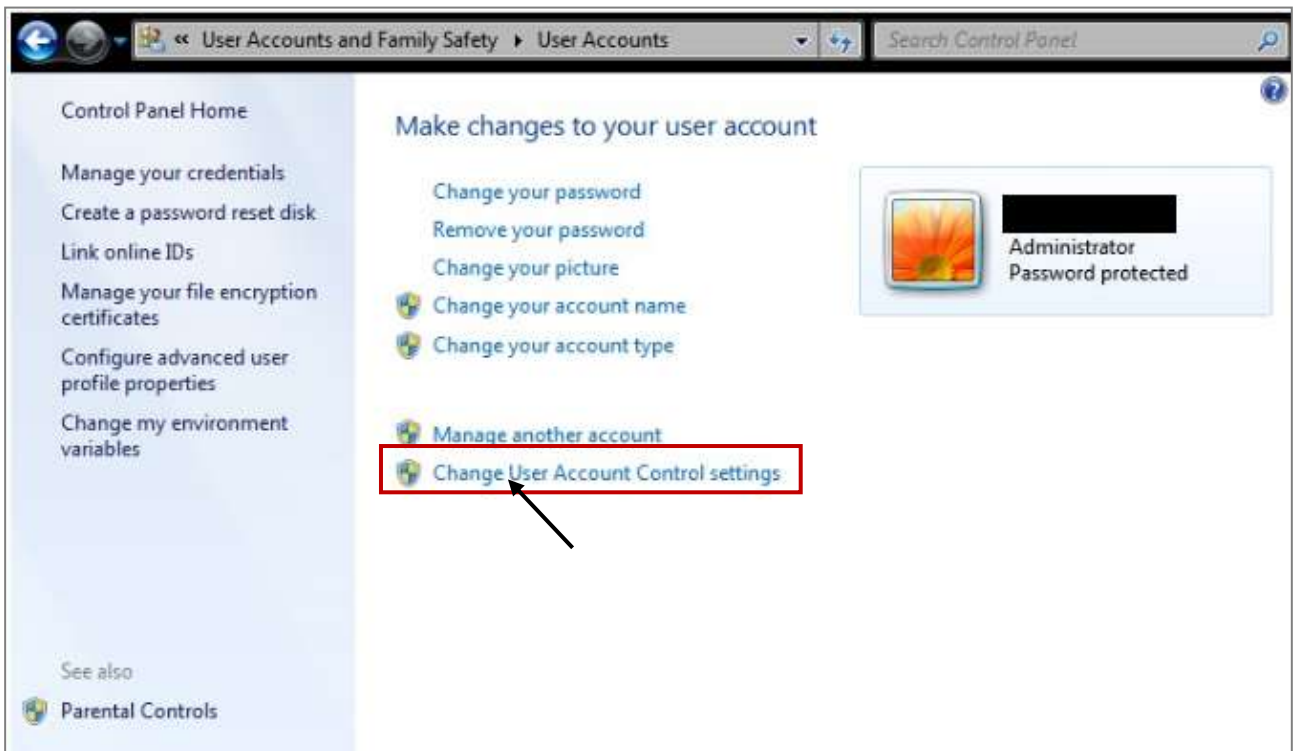 « User Accounts and Family Safety ▸ User Accounts
Search Control Panel
Control Panel Home
Manage your credentials
Create a password reset disk
Link online IDs
Manage your file encryption
certificates
Configure advanced user
profile properties
Change my environment
variables
See also
Parental Controls
Make changes to your user account
Change your password
Remove your password
Change your picture
Change your account name
Change your account type
Manage another account
Change User Account Control settings
Administrator
Password protected